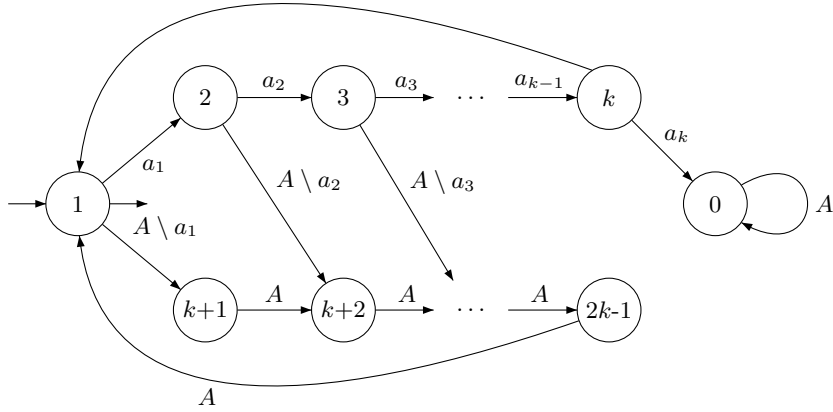 a₁
2
a₂
3
a₃
⋯
aₖ₋₁
k
aₖ
1
A \ a₁
A \ a₂
A \ a₃
0
A
k+1
A
k+2
A
⋯
A
2k-1
A